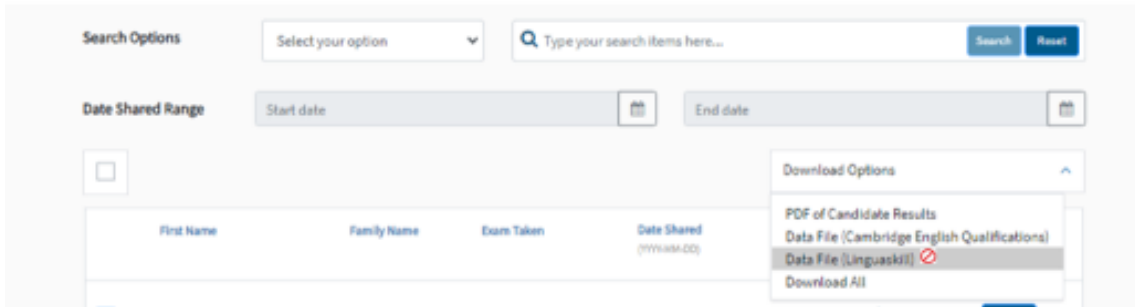 Search Options
Select your option
Type your search items here...
Search
Reset
Date Shared Range
Start date
End date
Download Options
PDF of Candidate Results
Data File (Cambridge English Qualifications)
Data File (Linguaskill)
Download All
First Name
Family Name
Exam Taken
Date Shared
(YYYY-MM-DD)